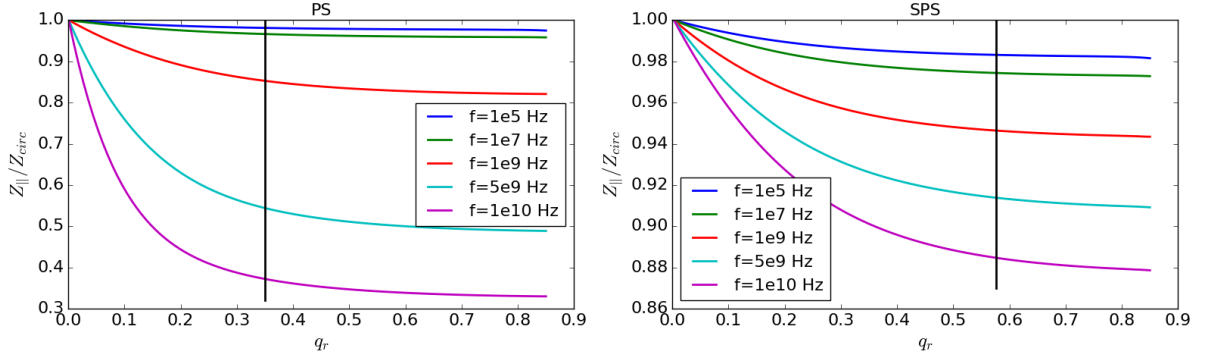 PS
1.0
0.9
0.8
0.7
0.6
0.5
0.4
0.3
Z||/Zcirc
f=1e5 Hz
f=1e7 Hz
f=1e9 Hz
f=5e9 Hz
f=1e10 Hz
0.0 0.1 0.2 0.3 0.4 0.5 0.6 0.7 0.8 0.9
qr
SPS
1.00
0.98
0.96
0.94
0.92
0.90
0.88
0.86
Z||/Zcirc
f=1e5 Hz
f=1e7 Hz
f=1e9 Hz
f=5e9 Hz
f=1e10 Hz
0.0 0.1 0.2 0.3 0.4 0.5 0.6 0.7 0.8 0.9
qr